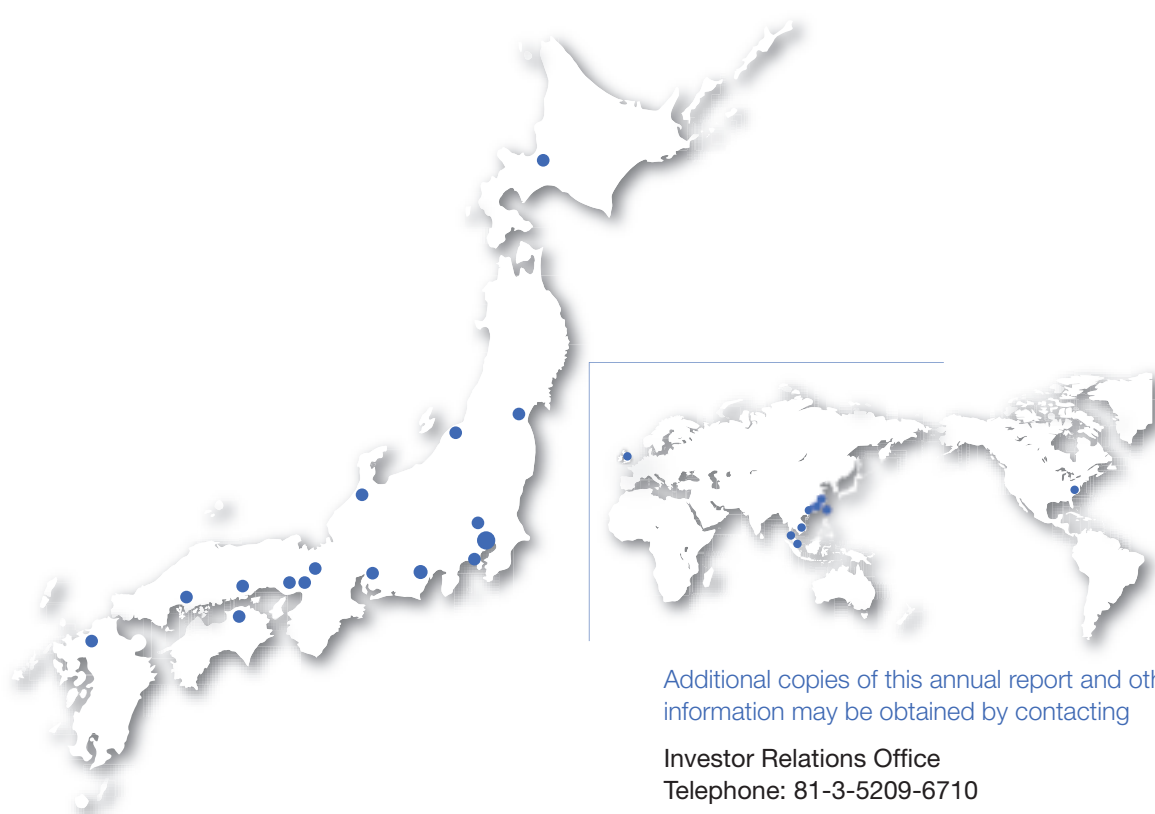 Additional copies of this annual report and
information may be obtained by contacting
Investor Relations Office
Telephone: 81-3-5209-6710